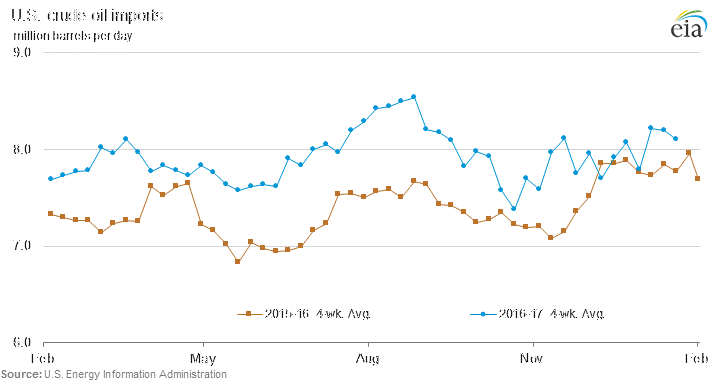 U.S. crude oil imports
million barrels per day
eia
9.0
8.0
7.0
6.0
2015-16 4-wk. Avg.
2016-17 4-wk. Avg.
Feb May Aug Nov Feb
Source: U.S. Energy Information Administration